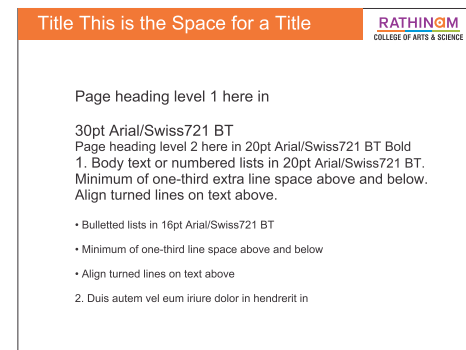 Title This is the Space for a Title
RATHINAM
COLLEGE OF ARTS & SCIENCE
Page heading level 1 here in
30pt Arial/Swiss721 BT
Page heading level 2 here in 20pt Arial/Swiss721 BT Bold
1. Body text or numbered lists in 20pt Arial/Swiss721 BT.
Minimum of one-third extra line space above and below.
Align turned lines on text above.
• Bulletted lists in 16pt Arial/Swiss721 BT
• Minimum of one-third line space above and below
• Align turned lines on text above
2. Duis autem vel eum iriure dolor in hendrerit in